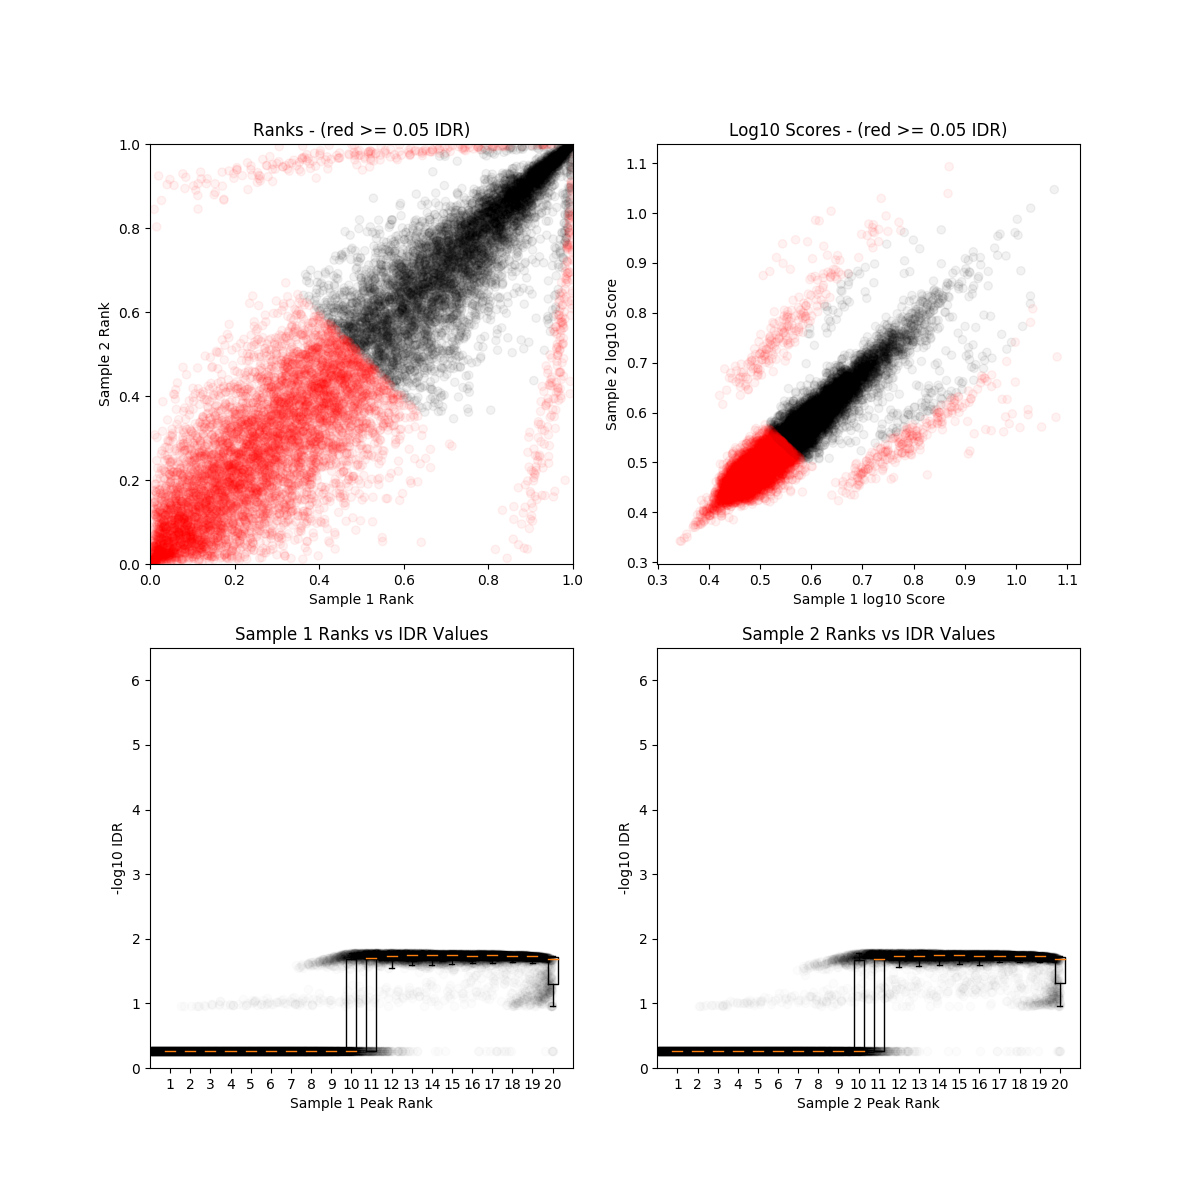 Ranks - (red >= 0.05 IDR)
Sample 2 Rank
1.0
0.8
0.6
0.4
0.2
0.0
0.0 0.2 0.4 0.6 0.8 1.0
Sample 1 Rank
Log10 Scores - (red >= 0.05 IDR)
Sample 2 log10 Score
1.1
1.0
0.9
0.8
0.7
0.6
0.5
0.4
0.3
0.3 0.4 0.5 0.6 0.7 0.8 0.9 1.0 1.1
Sample 1 log10 Score
Sample 1 Ranks vs IDR Values
-log10 IDR
6
5
4
3
2
1
0
1 2 3 4 5 6 7 8 9 10 11 12 13 14 15 16 17 18 19 20
Sample 1 Peak Rank
Sample 2 Ranks vs IDR Values
-log10 IDR
6
5
4
3
2
1
0
1 2 3 4 5 6 7 8 9 10 11 12 13 14 15 16 17 18 19 20
Sample 2 Peak Rank